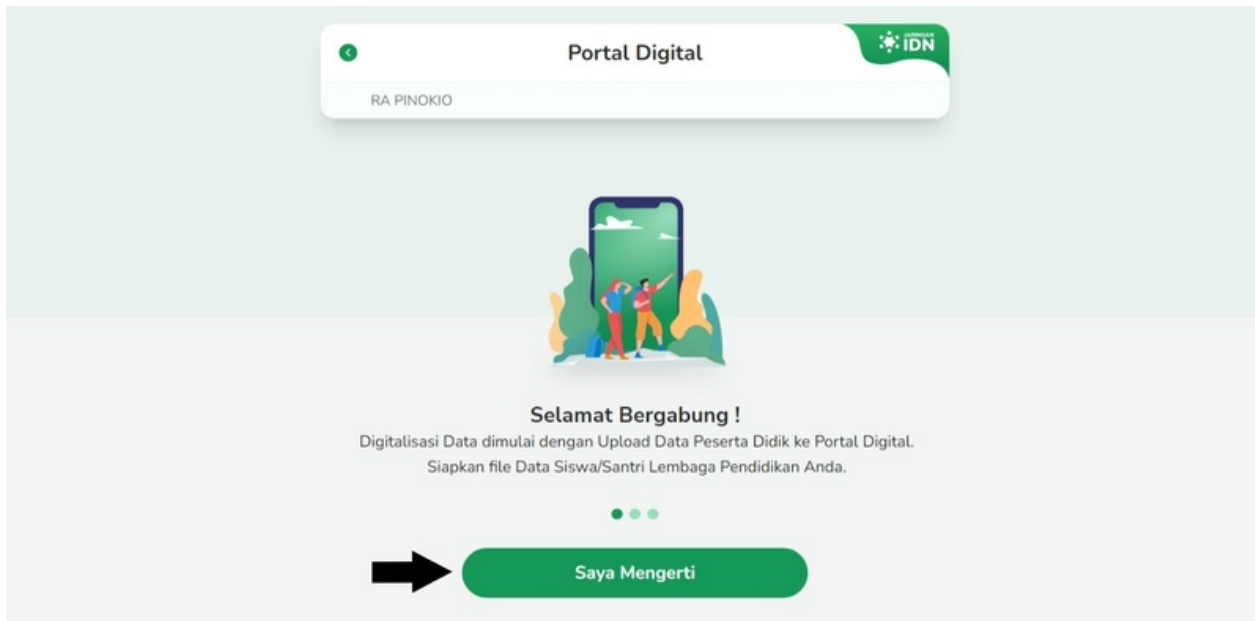 Portal Digital
JARINGAN
IDN
RA PINOKIO
Selamat Bergabung !
Digitalisasi Data dimulai dengan Upload Data Peserta Didik ke Portal Digital.
Siapkan file Data Siswa/Santri Lembaga Pendidikan Anda.
Saya Mengerti